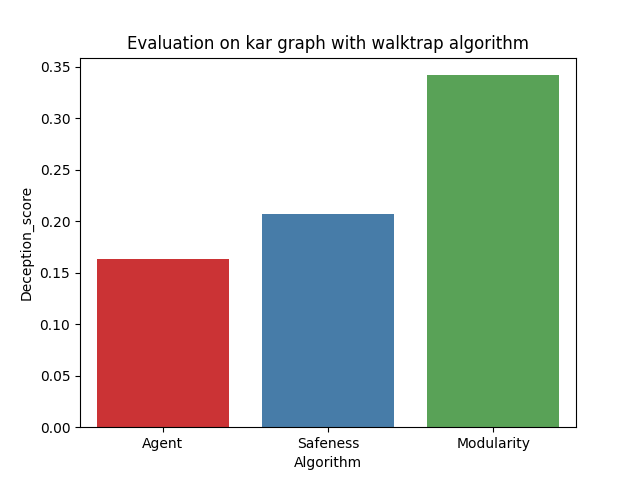 Evaluation on kar graph with walktrap algorithm
0.35
0.30
0.25
0.20
0.15
0.10
0.05
0.00
Deception_score
Agent
Safeness
Modularity
Algorithm